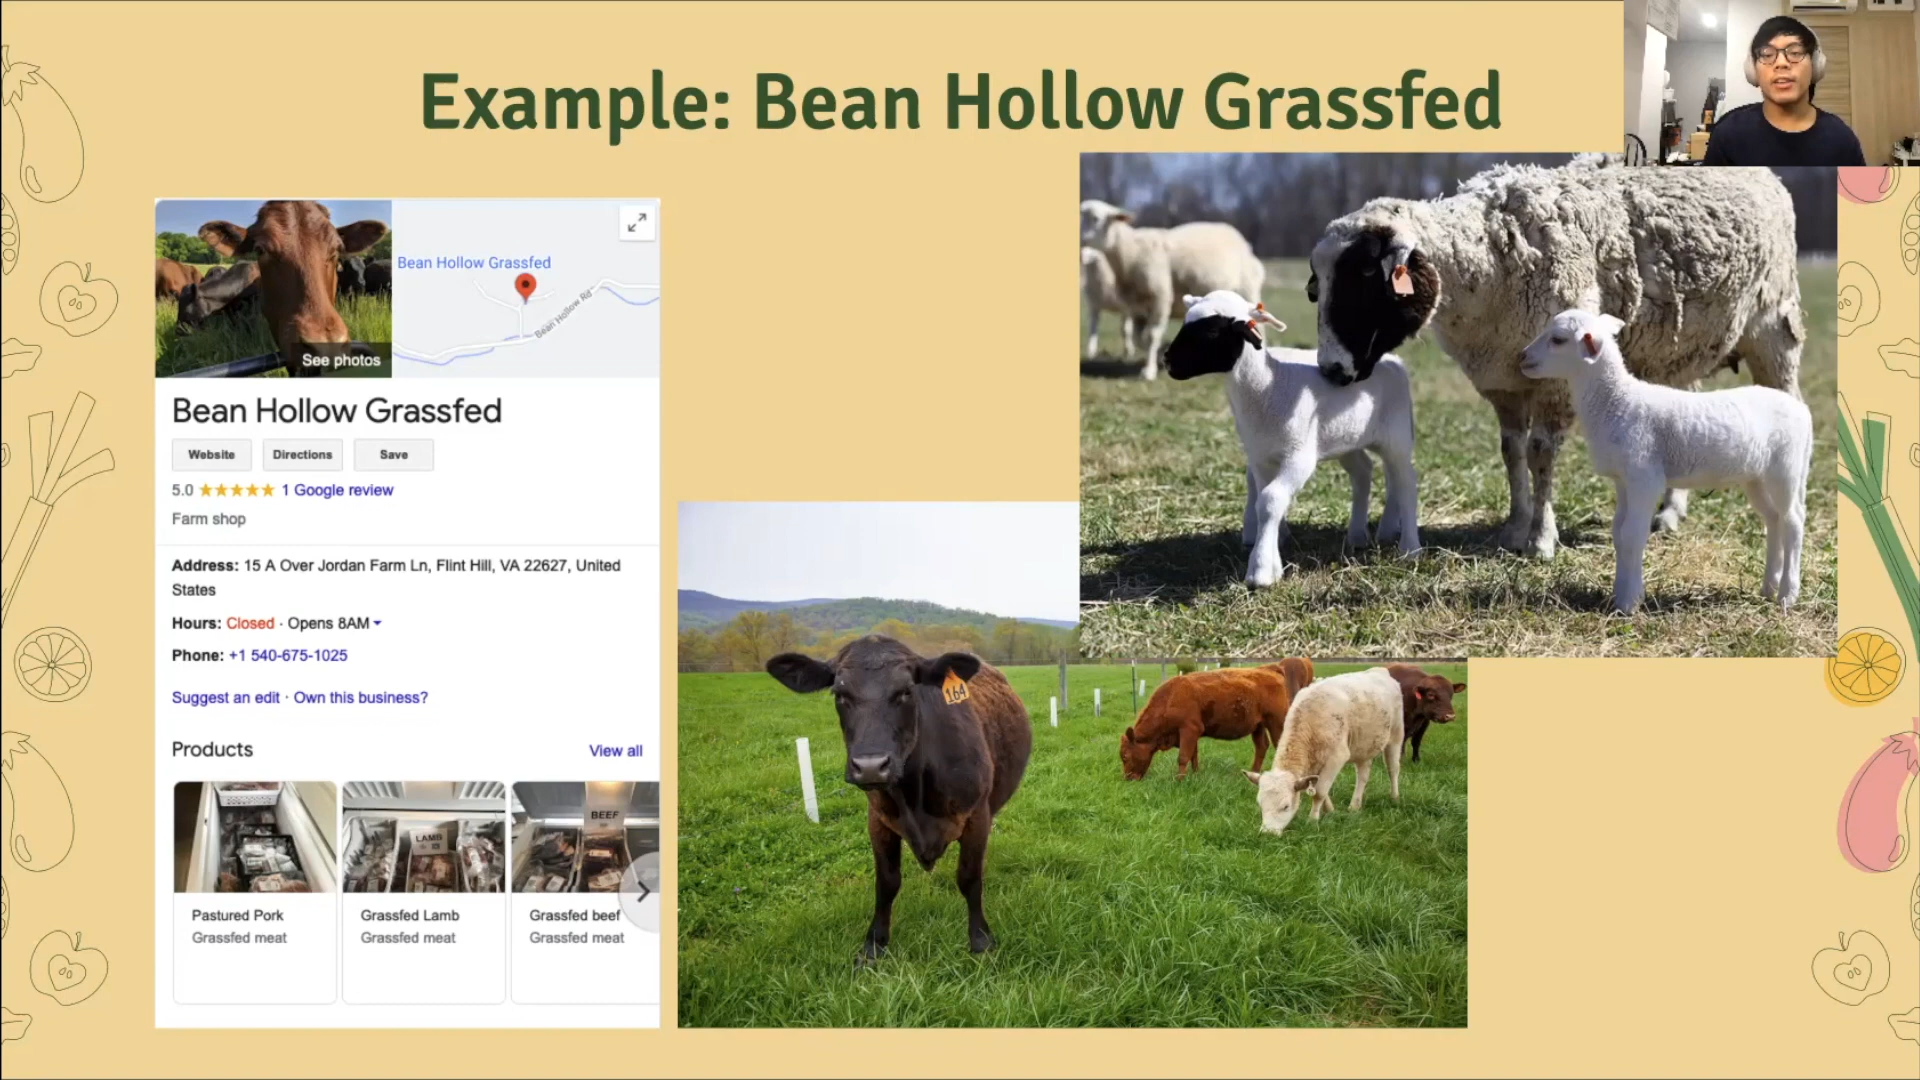 Example: Bean Hollow Grassfed
See photos
Bean Hollow Grassfed
Bean Hollow Rd
Bean Hollow Grassfed
Website
Directions
Save
5.0 ★★★★★ 1 Google review
Farm shop
Address: 15 A Over Jordan Farm Ln, Flint Hill, VA 22627, United
States
Hours: Closed · Opens 8AM
Phone: +1 540-675-1025
Suggest an edit · Own this business?
Products
View all
LAMB
BEEF
Pastured Pork
Grassfed meat
Grassfed Lamb
Grassfed meat
Grassfed beef
Grassfed meat
164